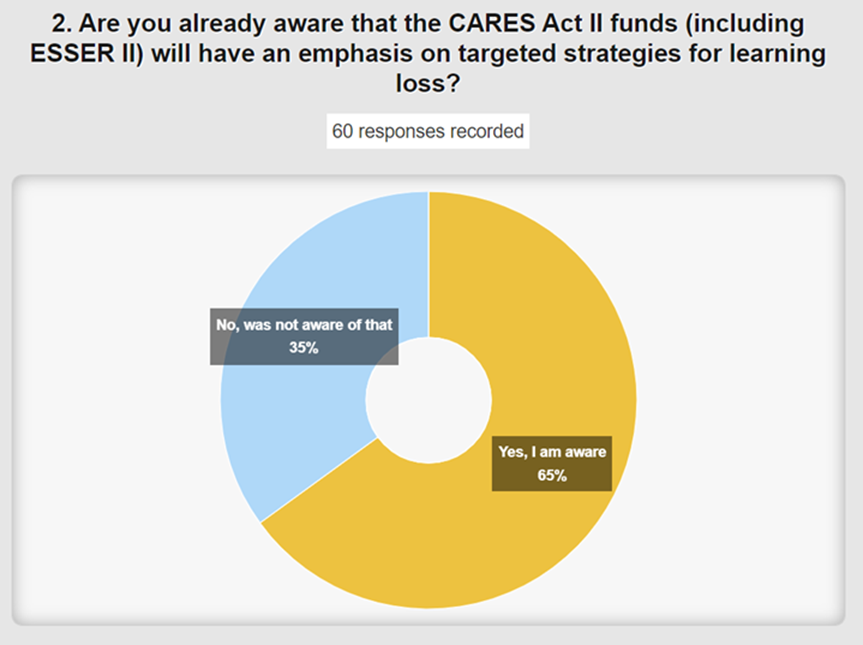 2. Are you already aware that the CARES Act II funds (including
ESSER II) will have an emphasis on targeted strategies for learning
loss?
60 responses recorded
No, was not aware of that
35%
Yes, I am aware
65%